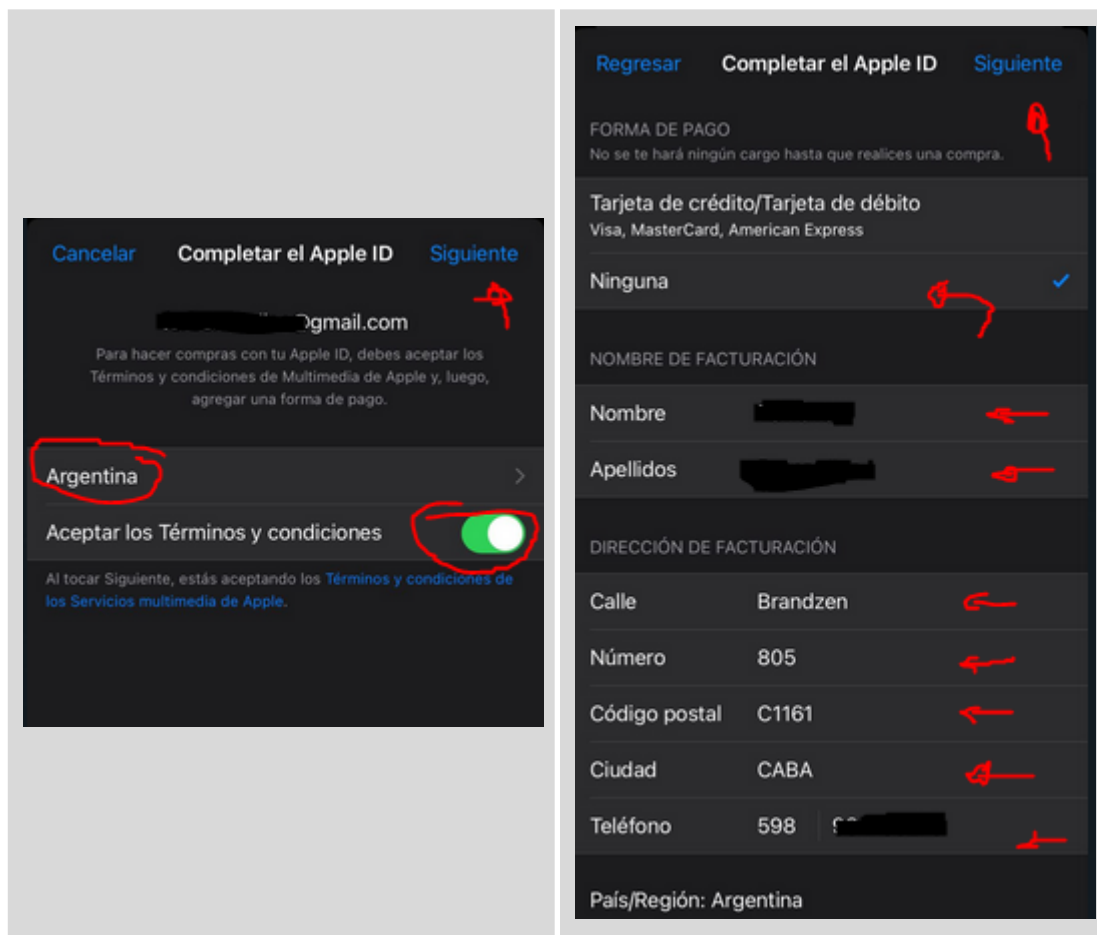 Cancelar Completar el Apple ID Siguiente
@gmail.com
Para hacer compras con tu Apple ID, debes aceptar los
Términos y condiciones de Multimedia de Apple y, luego,
agregar una forma de pago.
Argentina
Aceptar los Términos y condiciones
Al tocar Siguiente, estás aceptando los Términos y condiciones de
los Servicios multimedia de Apple.
Regresar Completar el Apple ID Siguiente
FORMA DE PAGO
No se te hará ningún cargo hasta que realices una compra.
Tarjeta de crédito/Tarjeta de débito
Visa, MasterCard, American Express
Ninguna
NOMBRE DE FACTURACIÓN
Nombre
Apellidos
DIRECCIÓN DE FACTURACIÓN
Calle Brandzen
Número 805
Código postal C1161
Ciudad CABA
Teléfono 598
País/Región: Argentina